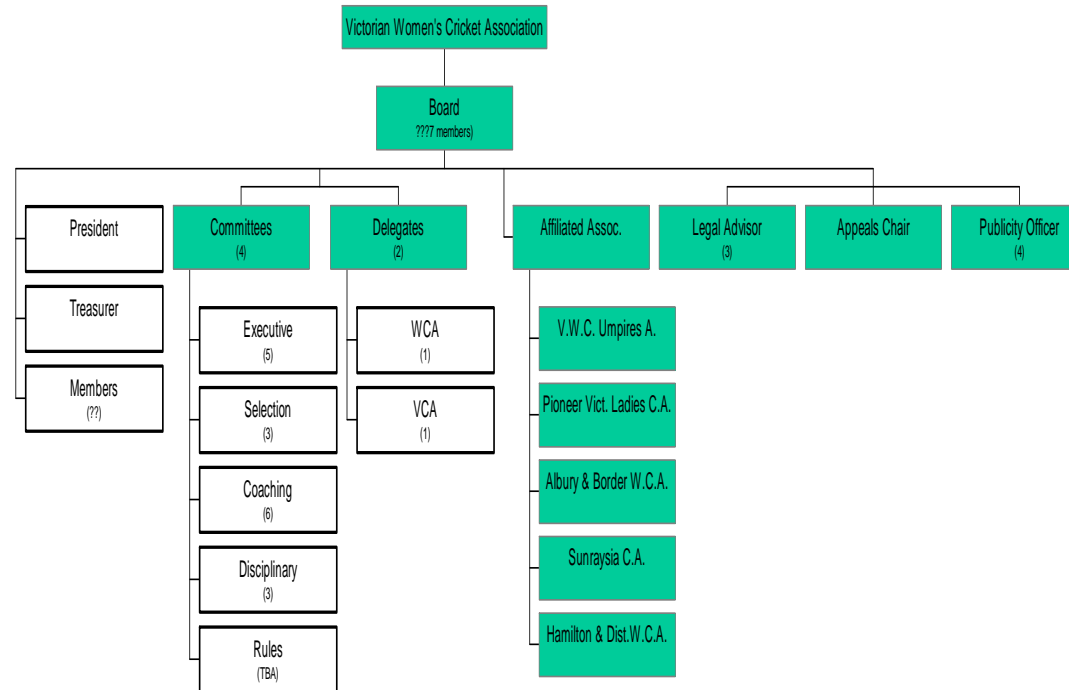 Victorian Women's Cricket Association
Board
???7 members)
President
Treasurer
Members
(??)
Committees
(4)
Executive
(5)
Selection
(3)
Coaching
(6)
Disciplinary
(3)
Rules
(TBA)
Delegates
(2)
WCA
(1)
VCA
(1)
Affiliated Assoc.
V.W.C. Umpires A.
Pioneer Vict. Ladies C.A.
Albury & Border W.C.A.
Sunraysia C.A.
Hamilton & Dist.W.C.A.
Legal Advisor
(3)
Appeals Chair
Publicity Officer
(4)